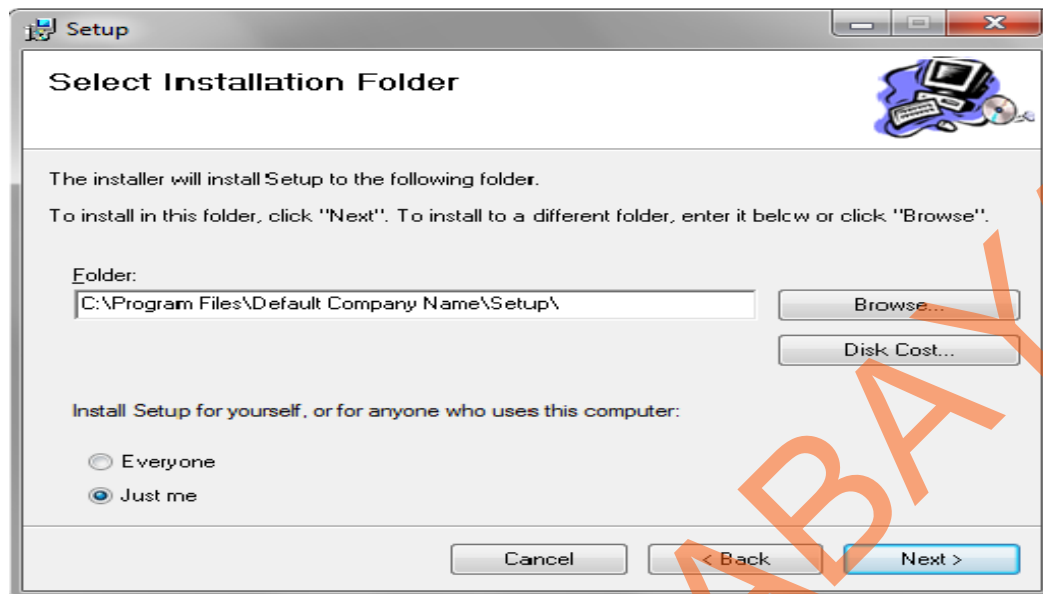 Setup
Select Installation Folder
The installer will install Setup to the following folder.
To install in this folder, click "Next". To install to a different folder, enter it below or click "Browse".
Folder:
C:\Program Files\Default Company Name\Setup\
Browse...
Disk Cost...
Install Setup for yourself, or for anyone who uses this computer:
Everyone
Just me
Cancel
< Back
Next >
ABAY